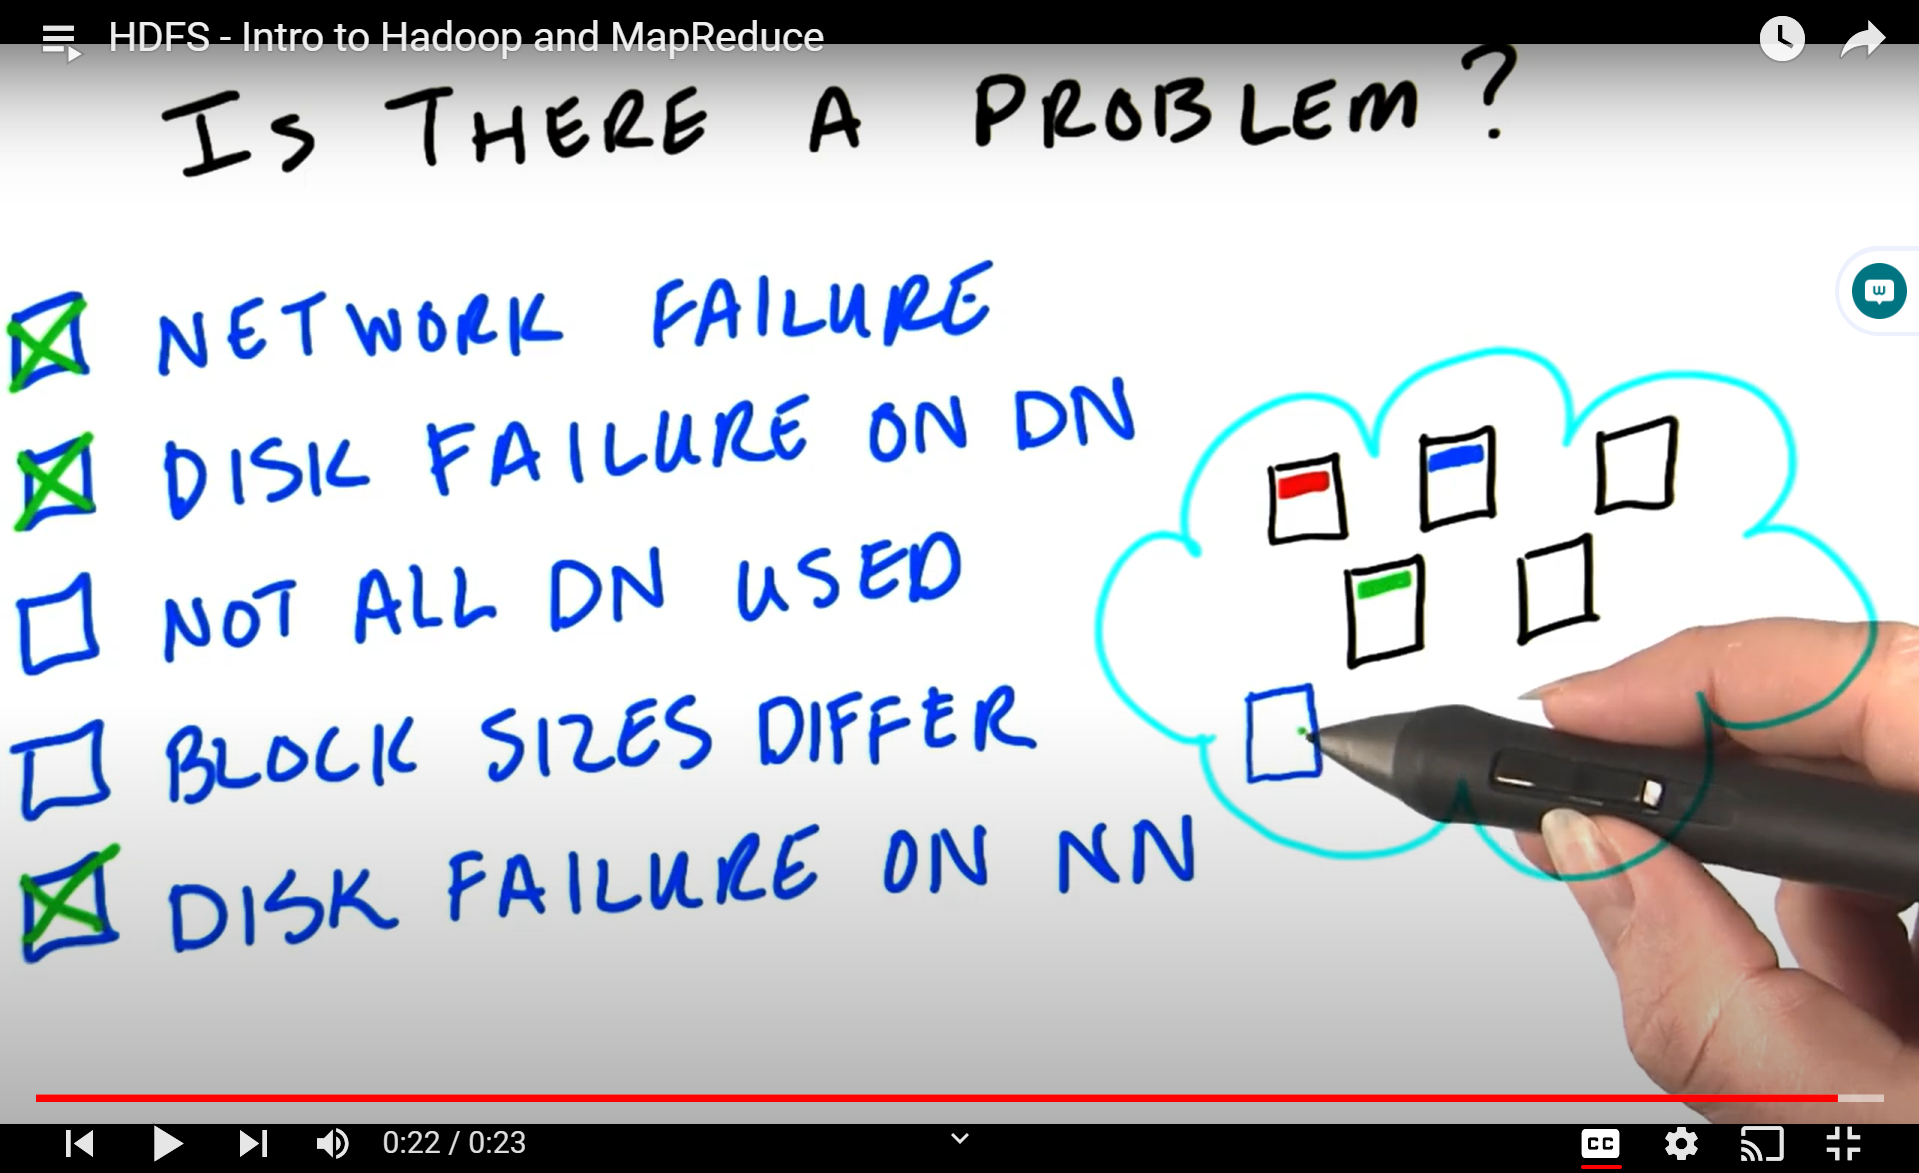 HDFS - Intro to Hadoop and MapReduce
IS THERE A PROBLEM?
NETWORK FAILURE
DISK FAILURE ON DN
NOT ALL DN USED
BLOCK SIZES DIFFER
DISK FAILURE ON NN
0:22 / 0:23
CC
w